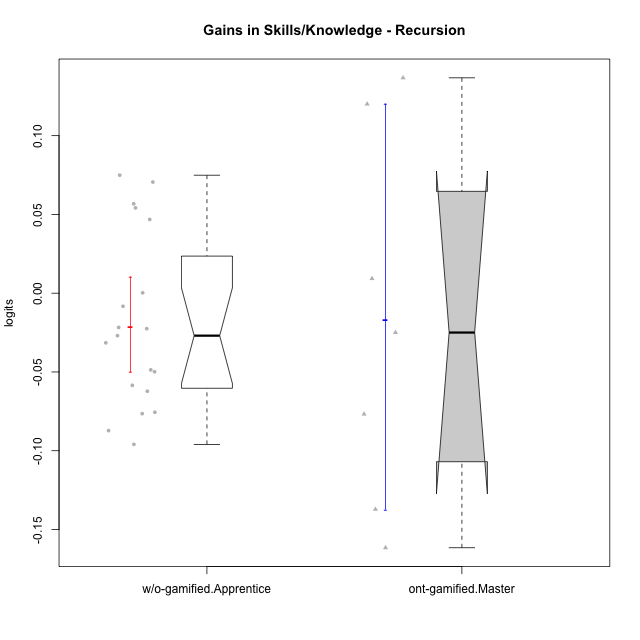 Gains in Skills/Knowledge - Recursion
logits
0.10
0.05
0.00
-0.05
-0.10
-0.15
w/o-gamified.Apprentice
ont-gamified.Master